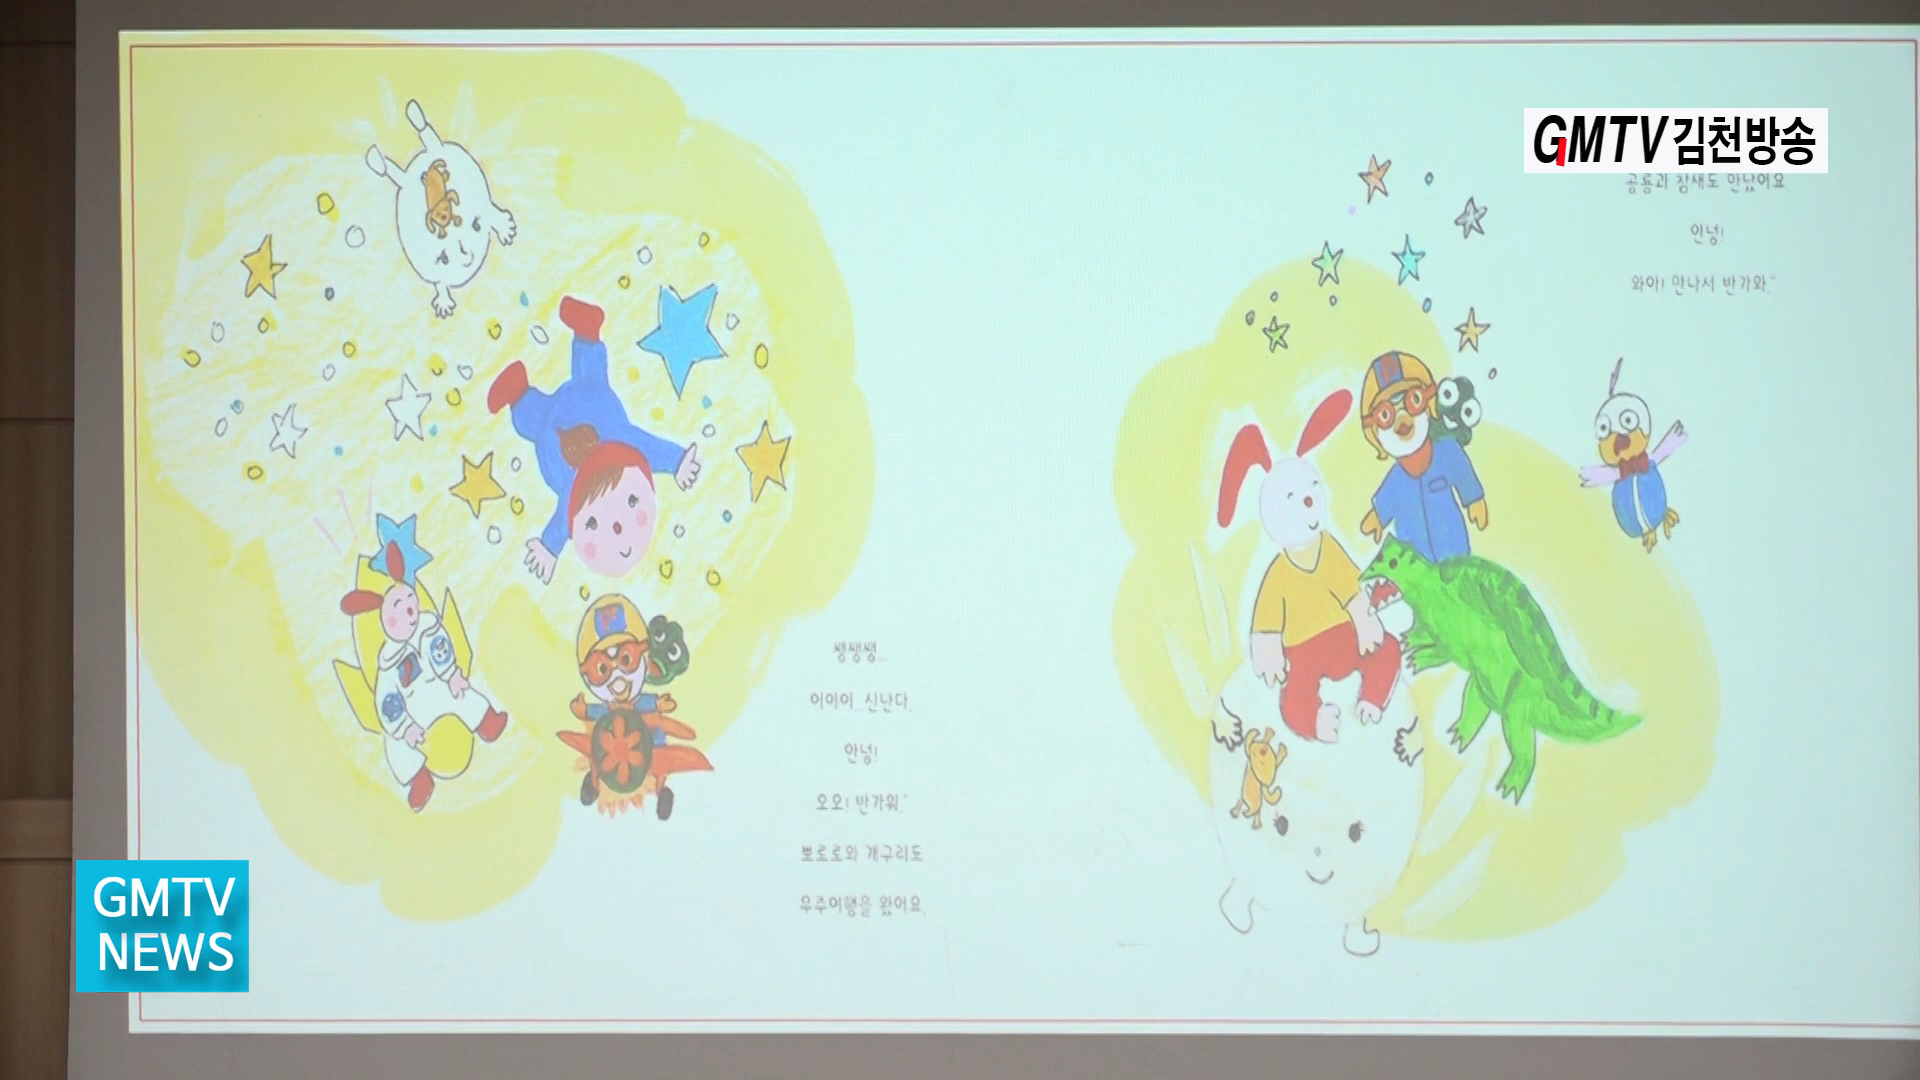 GMTV김천방송
공룡과 참새도 만났어요
안녕!
와아! 만나서 반가와."
쌩쌩쌩...
이이이...신난다.
안녕!
오오! 반가워."
뽀로로와 개구리도
우주여행을 왔어요.
GMTV
NEWS